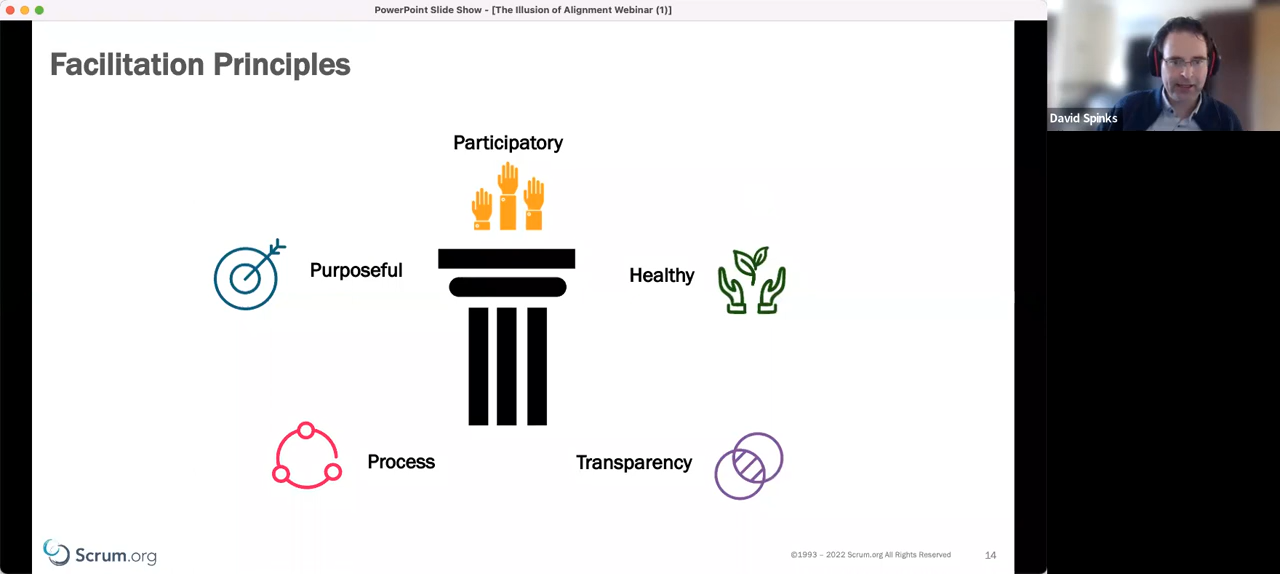 PowerPoint Slide Show - [The Illusion of Alignment Webinar (1)]
Facilitation Principles
David Spinks
Participatory
Purposeful
Healthy
Process
Transparency
Scrum.org
©1993 – 2022 Scrum.org All Rights Reserved
14